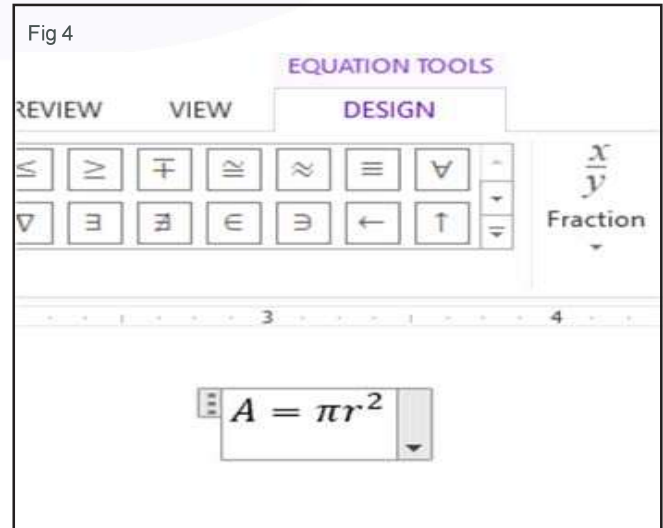 Fig 4
EQUATION TOOLS
REVIEW VIEW DESIGN
≤ ≥ ∓ ≅ ≈ ≡ ∀
∇ ∃ ∄ ∈ ∋ ← ↑
x/y
Fraction
3 4
A = πr²